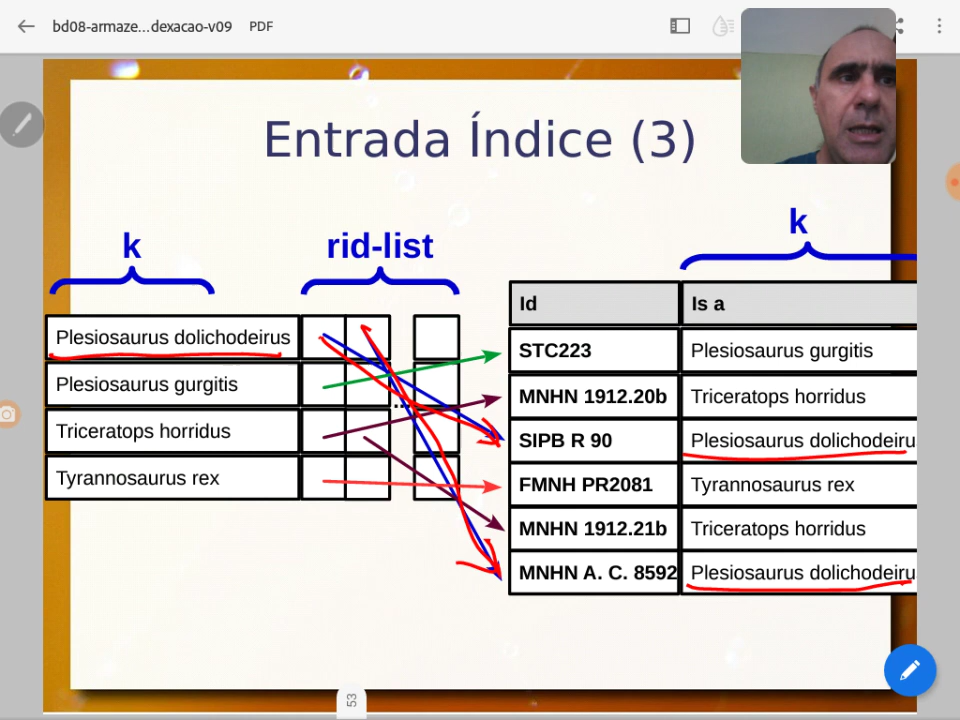 bd08-armaze...dexacao-v09 PDF
Entrada Índice (3)
k
rid-list
k
Plesiosaurus dolichodeirus
Plesiosaurus gurgitis
Triceratops horridus
Tyrannosaurus rex
...
Id Is a
STC223 Plesiosaurus gurgitis
MNHN 1912.20b Triceratops horridus
SIPB R 90 Plesiosaurus dolichodeiru
FMNH PR2081 Tyrannosaurus rex
MNHN 1912.21b Triceratops horridus
MNHN A. C. 8592 Plesiosaurus dolichodeiru
53